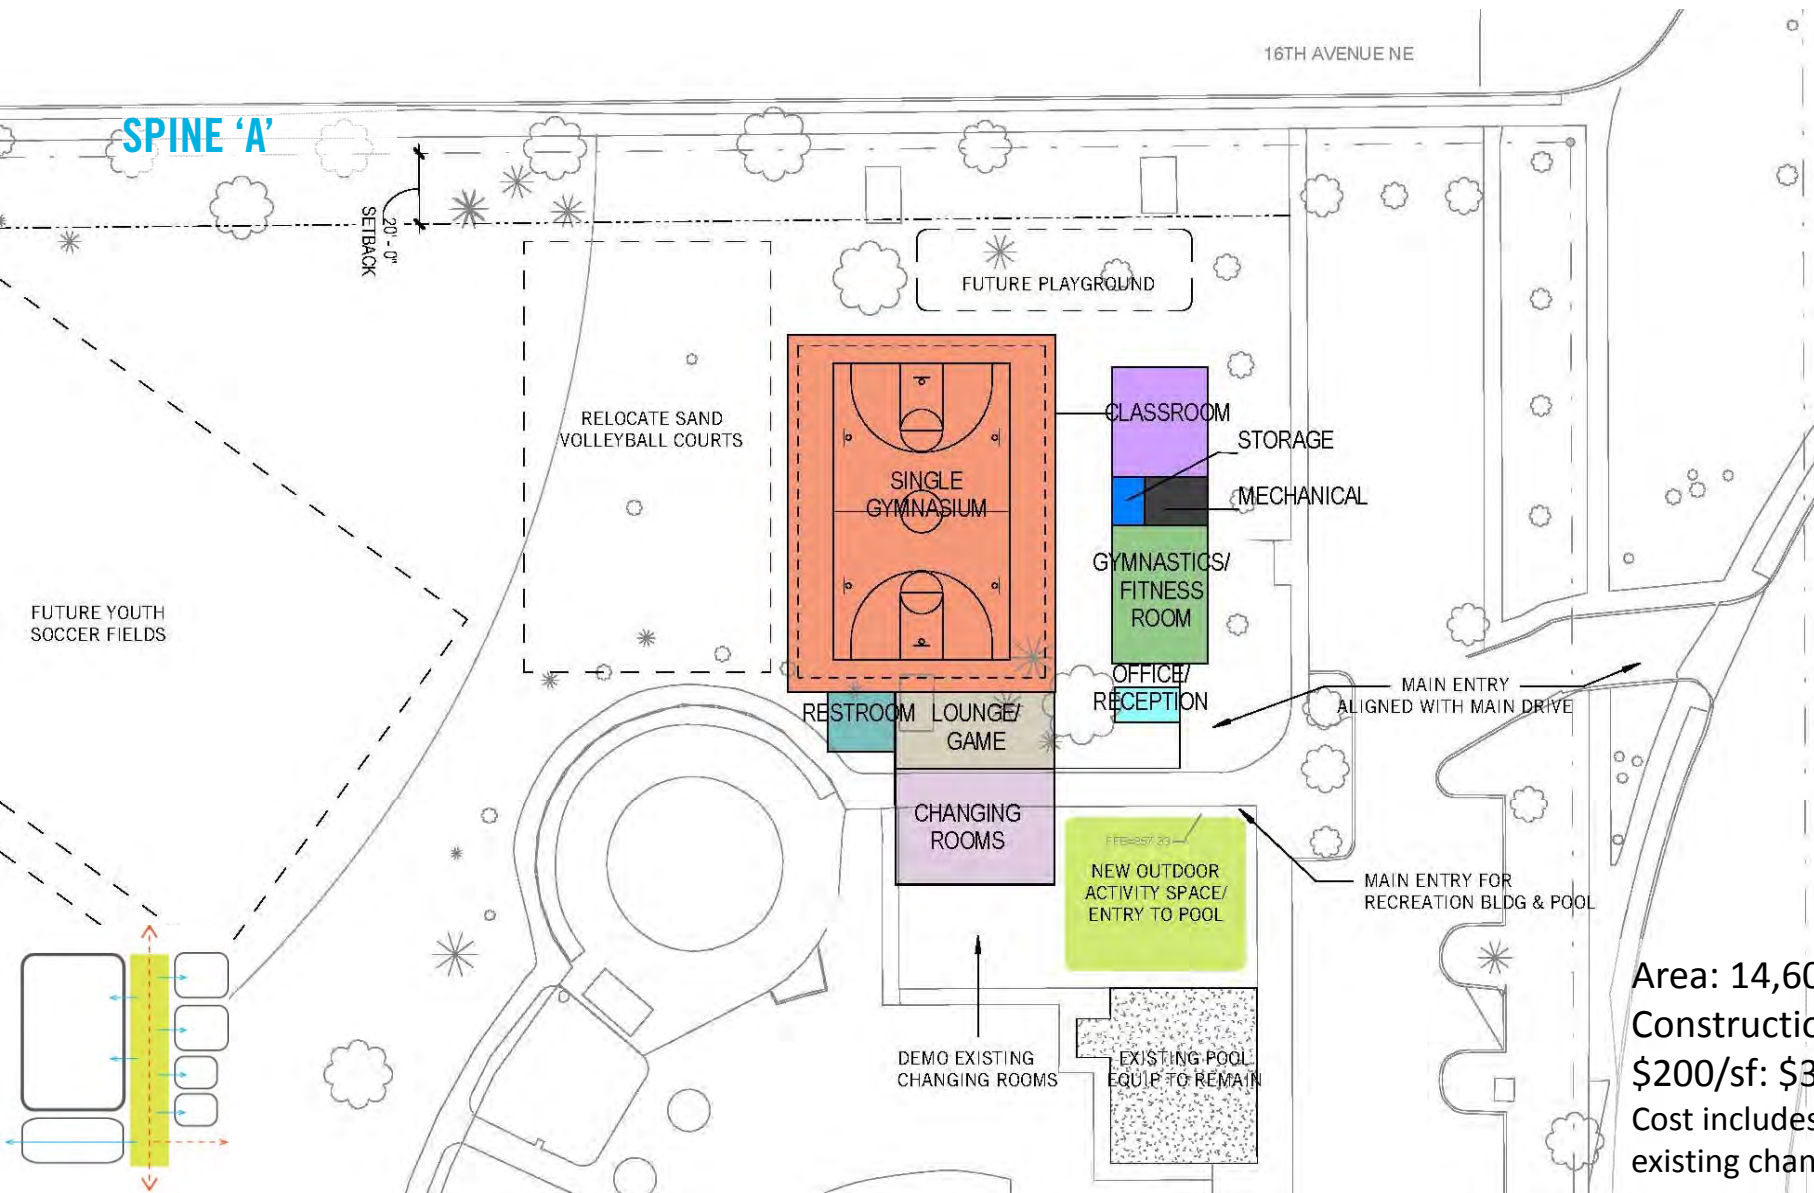 16TH AVENUE NE
SPINE ‘A’
20' - 0"
SETBACK
FUTURE PLAYGROUND
RELOCATE SAND
VOLLEYBALL COURTS
CLASSROOM
STORAGE
SINGLE
GYMNASIUM
MECHANICAL
GYMNASTICS/
FITNESS
ROOM
FUTURE YOUTH
SOCCER FIELDS
OFFICE/
RECEPTION
MAIN ENTRY
ALIGNED WITH MAIN DRIVE
RESTROOM
LOUNGE/
GAME
CHANGING
ROOMS
NEW OUTDOOR
ACTIVITY SPACE/
ENTRY TO POOL
MAIN ENTRY FOR
RECREATION BLDG & POOL
DEMO EXISTING
CHANGING ROOMS
EXISTING POOL
EQUIP TO REMAIN
Area: 14,60
Constructio
$200/sf: $3
Cost includes
existing chan